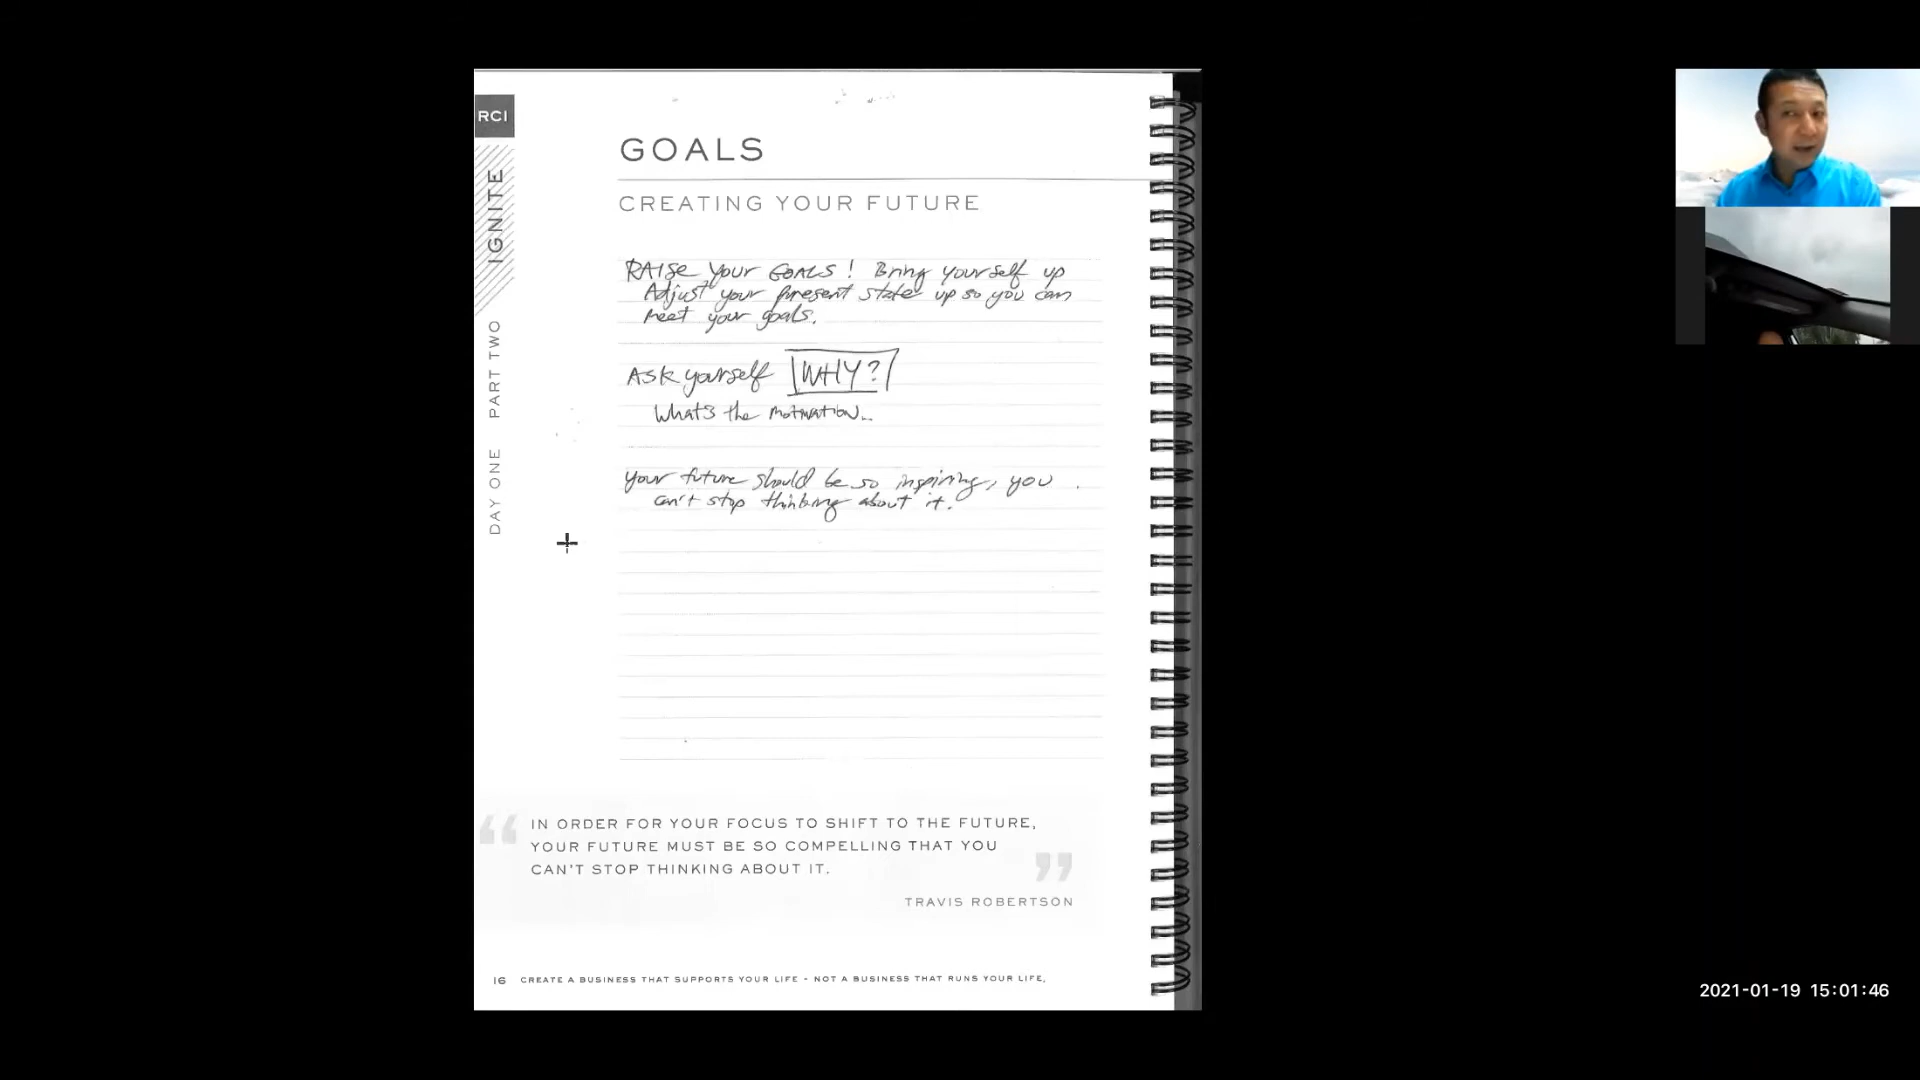 RCI
IGNITE
PART TWO
DAY ONE
GOALS
CREATING YOUR FUTURE
RAISE your GOALS! Bring yourself up
Adjust your present state up so you can
meet your goals.
Ask yourself WHY?
What's the motivation...
Your future should be so inspiring, you
can't stop thinking about it.
“ IN ORDER FOR YOUR FOCUS TO SHIFT TO THE FUTURE,
YOUR FUTURE MUST BE SO COMPELLING THAT YOU
CAN'T STOP THINKING ABOUT IT. ”
TRAVIS ROBERTSON
16 CREATE A BUSINESS THAT SUPPORTS YOUR LIFE - NOT A BUSINESS THAT RUNS YOUR LIFE.
2021-01-19 15:01:46